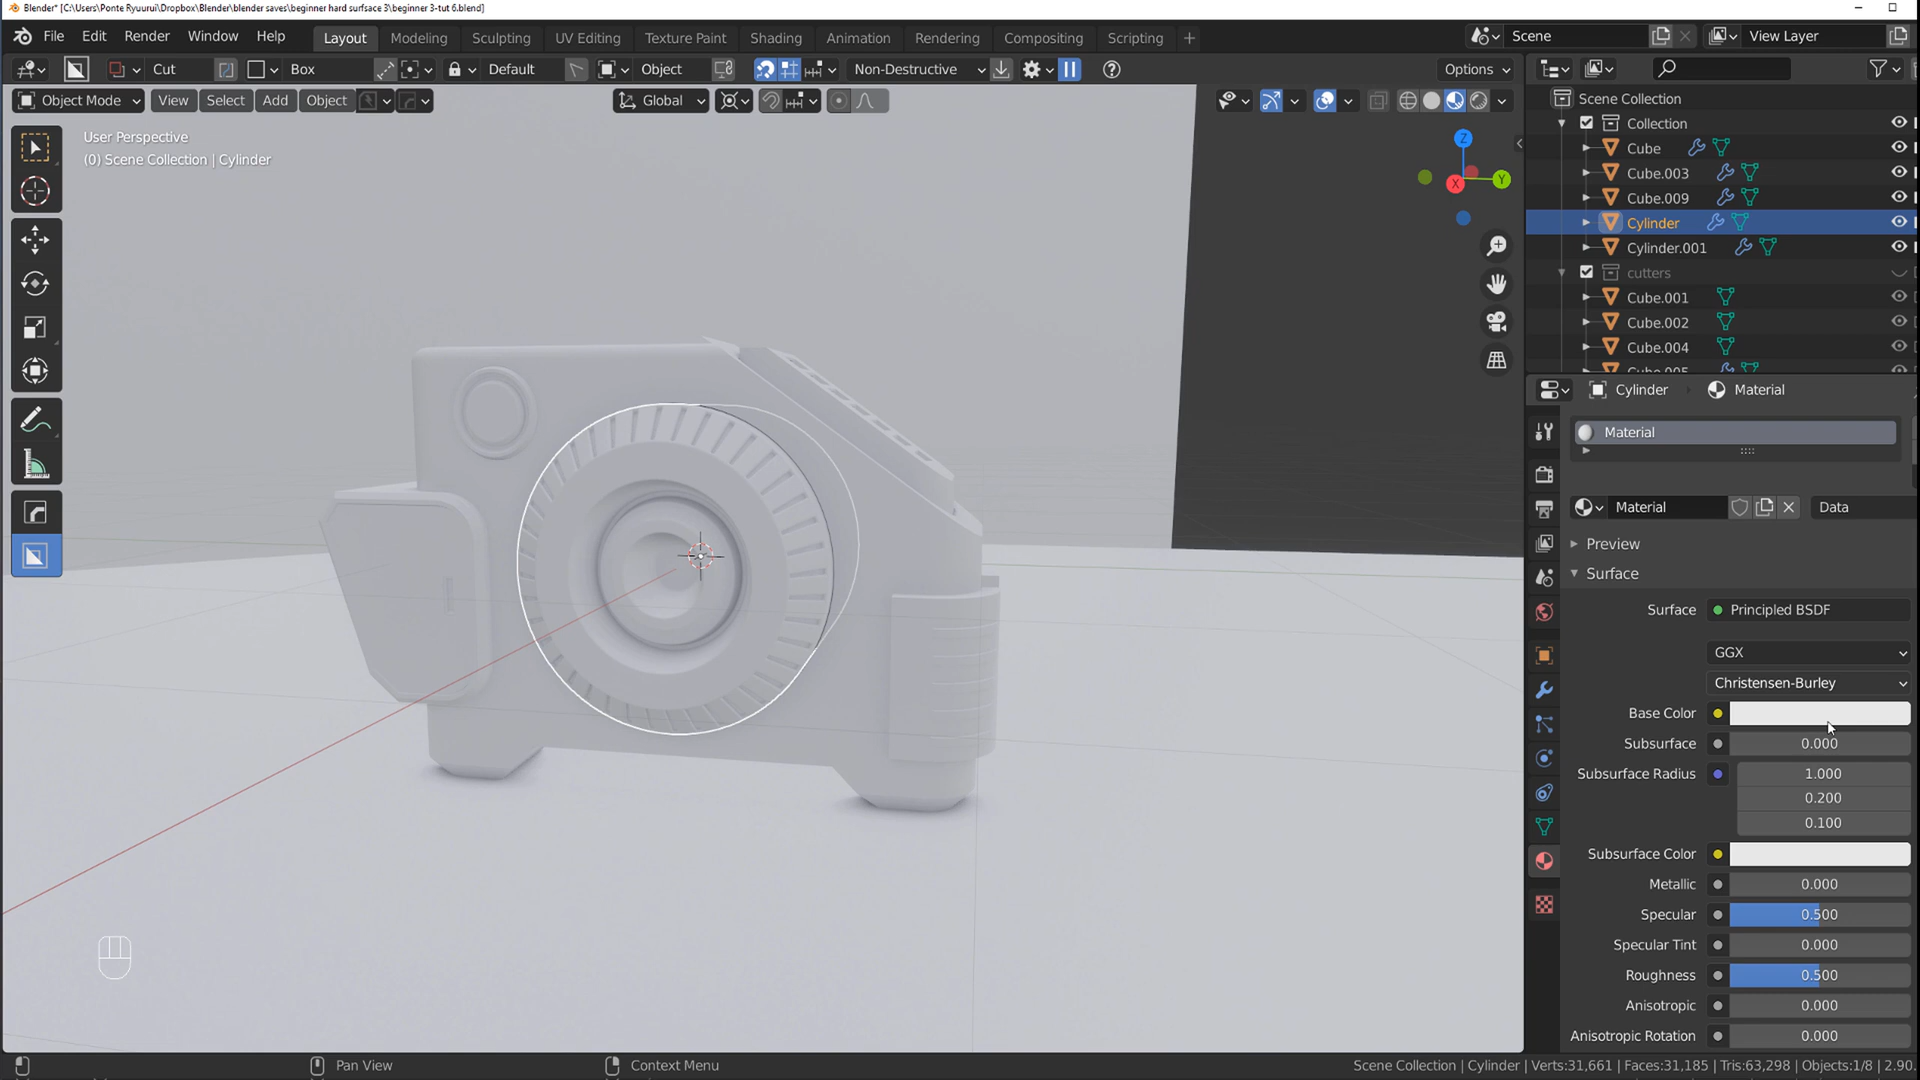 Blender* [C:\Users\Ponte Ryuurui\Dropbox\Blender\blender saves\beginner hard surfsace 3\beginner 3-tut 6.blend]
File Edit Render Window Help Layout Modeling Sculpting UV Editing Texture Paint Shading Animation Rendering Compositing Scripting + Scene View Layer
Cut Box Default Object Non-Destructive Options
Object Mode View Select Add Object Global
User Perspective
(0) Scene Collection | Cylinder
Z
X
Y
Scene Collection
Collection
Cube
Cube.003
Cube.009
Cylinder
Cylinder.001
cutters
Cube.001
Cube.002
Cube.004
Cube.005
Cylinder Material
Material
Material Data
Preview
Surface
Surface Principled BSDF
GGX
Christensen-Burley
Base Color
Subsurface 0.000
Subsurface Radius 1.000
0.200
0.100
Subsurface Color
Metallic 0.000
Specular 0.500
Specular Tint 0.000
Roughness 0.500
Anisotropic 0.000
Anisotropic Rotation 0.000
Pan View Context Menu Scene Collection | Cylinder | Verts:31,661 | Faces:31,185 | Tris:63,298 | Objects:1/8 | 2.90.